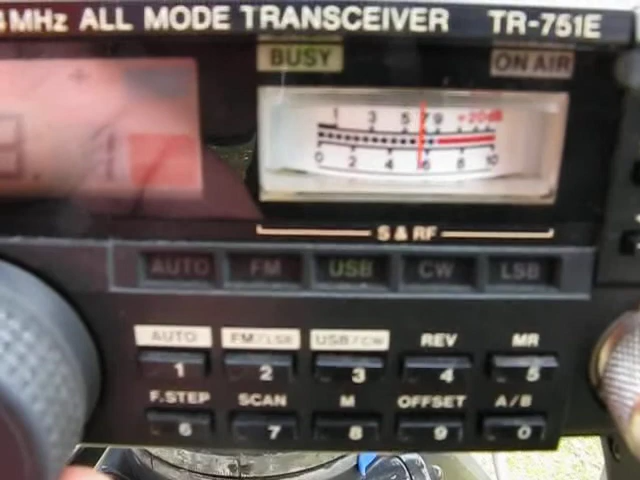 4MHz ALL MODE TRANSCEIVER TR-751E
BUSY ON AIR
1 3 5 7 9 +20dB
0 2 4 6 8 10
S & RF
AUTO FM USB CW LSB
AUTO FM/LSB USB/CW REV MR
1 2 3 4 5
F.STEP SCAN M OFFSET A/B
6 7 8 9 0